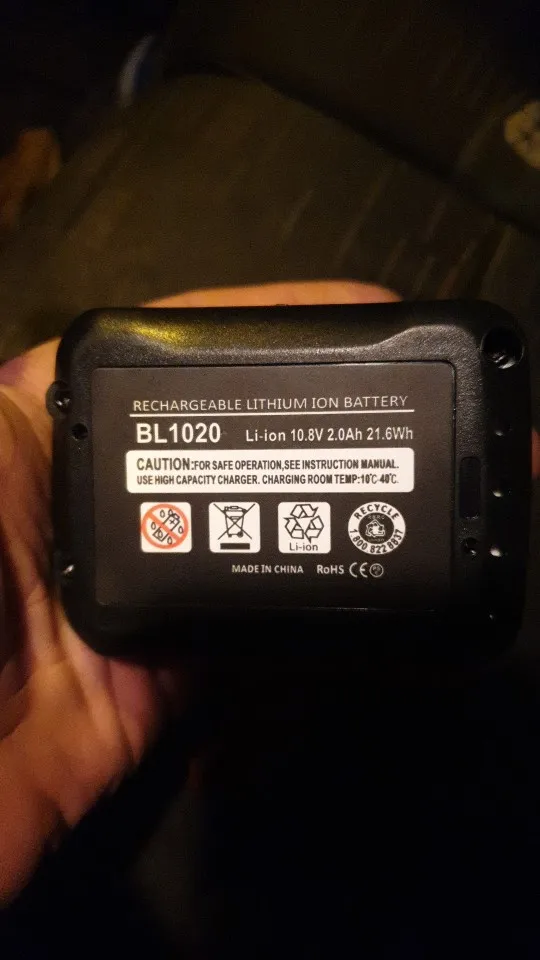 RECHARGEABLE LITHIUM ION BATTERY
BL1020 Li-ion 10.8V 2.0Ah 21.6Wh
CAUTION:FOR SAFE OPERATION,SEE INSTRUCTION MANUAL.
USE HIGH CAPACITY CHARGER. CHARGING ROOM TEMP:10℃-40℃.
Li-ion
RECYCLE
1 800 822 8837
MADE IN CHINA RoHS CE